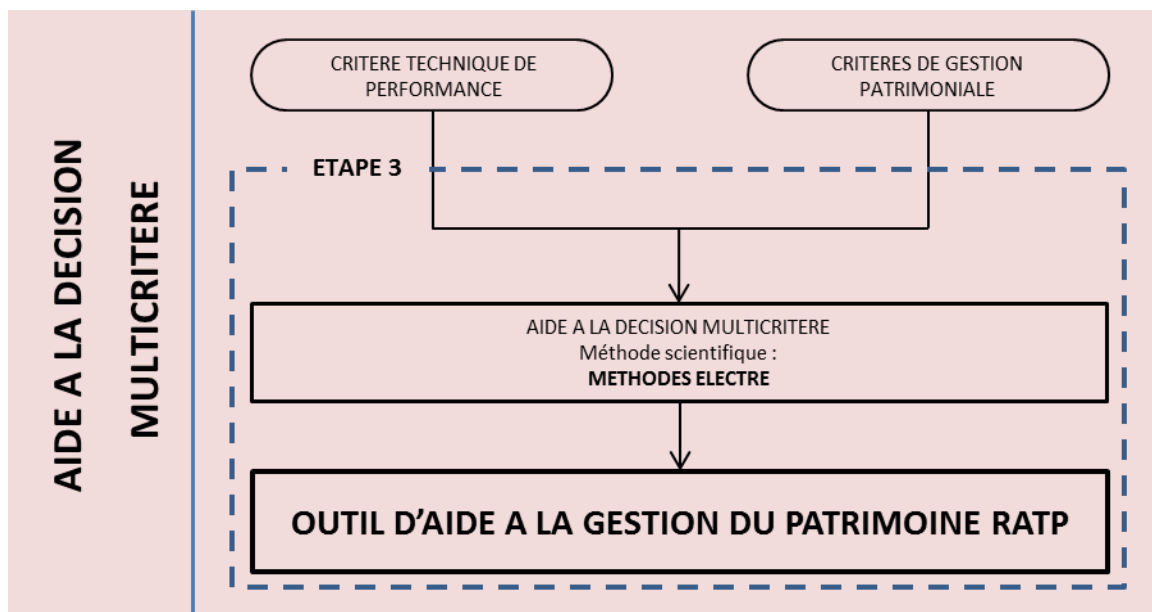 AIDE A LA DECISION
MULTICRITERE
CRITERE TECHNIQUE DE
PERFORMANCE
CRITERES DE GESTION
PATRIMONIALE
ETAPE 3
AIDE A LA DECISION MULTICRITERE
Méthode scientifique :
METHODES ELECTRE
OUTIL D’AIDE A LA GESTION DU PATRIMOINE RATP